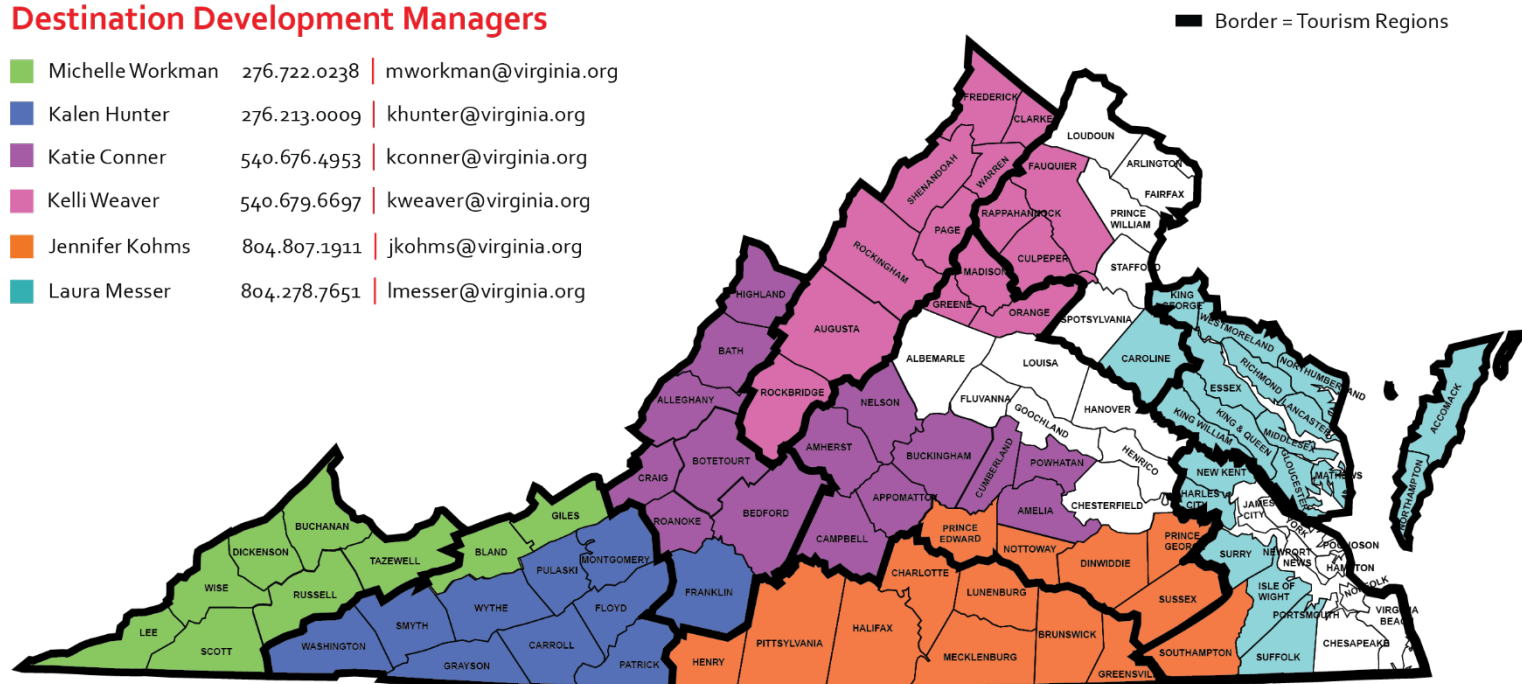 Destination Development Managers
Border = Tourism Regions
Michelle Workman 276.722.0238 | mworkman@virginia.org
Kalen Hunter 276.213.0009 | khunter@virginia.org
Katie Conner 540.676.4953 | kconner@virginia.org
Kelli Weaver 540.679.6697 | kweaver@virginia.org
Jennifer Kohms 804.807.1911 | jkohms@virginia.org
Laura Messer 804.278.7651 | lmesser@virginia.org
FREDERICK
CLARKE
LOUDOUN
SHENANDOAH
WARREN
FAUQUIER
ARLINGTON
FAIRFAX
RAPPAHANNOCK
PRINCE
WILLIAM
PAGE
ROCKINGHAM
CULPEPER
STAFFORD
MADISON
HIGHLAND
GREENE
ORANGE
KING
GEORGE
SPOTSYLVANIA
WESTMORELAND
AUGUSTA
BATH
ALBEMARLE
LOUISA
CAROLINE
RICHMOND
NORTHUMBERLAND
ESSEX
ACCOMACK
ROCKBRIDGE
ALLEGHANY
NELSON
FLUVANNA
GOOCHLAND
HANOVER
LANCASTER
KING WILLIAM
KING & QUEEN
MIDDLESEX
AMHERST
BUCKINGHAM
CUMBERLAND
POWHATAN
HENRICO
BOTETOURT
CRAIG
NEW KENT
GLOUCESTER
MATHEWS
NORTHAMPTON
APPOMATTOX
CHESTERFIELD
HARLES
CITY
JAMES
CITY
YORK
ROANOKE
BEDFORD
AMELIA
GILES
BUCHANAN
CAMPBELL
PRINCE
EDWARD
NOTTOWAY
PRINCE
GEORGE
POQUOSON
DICKENSON
BLAND
TAZEWELL
MONTGOMERY
PULASKI
DINWIDDIE
SURRY
NEWPORT
NEWS
HAMPTON
WISE
RUSSELL
FRANKLIN
CHARLOTTE
LUNENBURG
SUSSEX
ISLE OF
WIGHT
NORFOLK
WYTHE
FLOYD
SMYTH
PORTSMOUTH
VIRGINIA
BEACH
LEE
SCOTT
WASHINGTON
CARROLL
PITTSYLVANIA
HALIFAX
BRUNSWICK
CHESAPEAKE
GRAYSON
PATRICK
HENRY
MECKLENBURG
GREENSVILL
SOUTHAMPTON
SUFFOLK